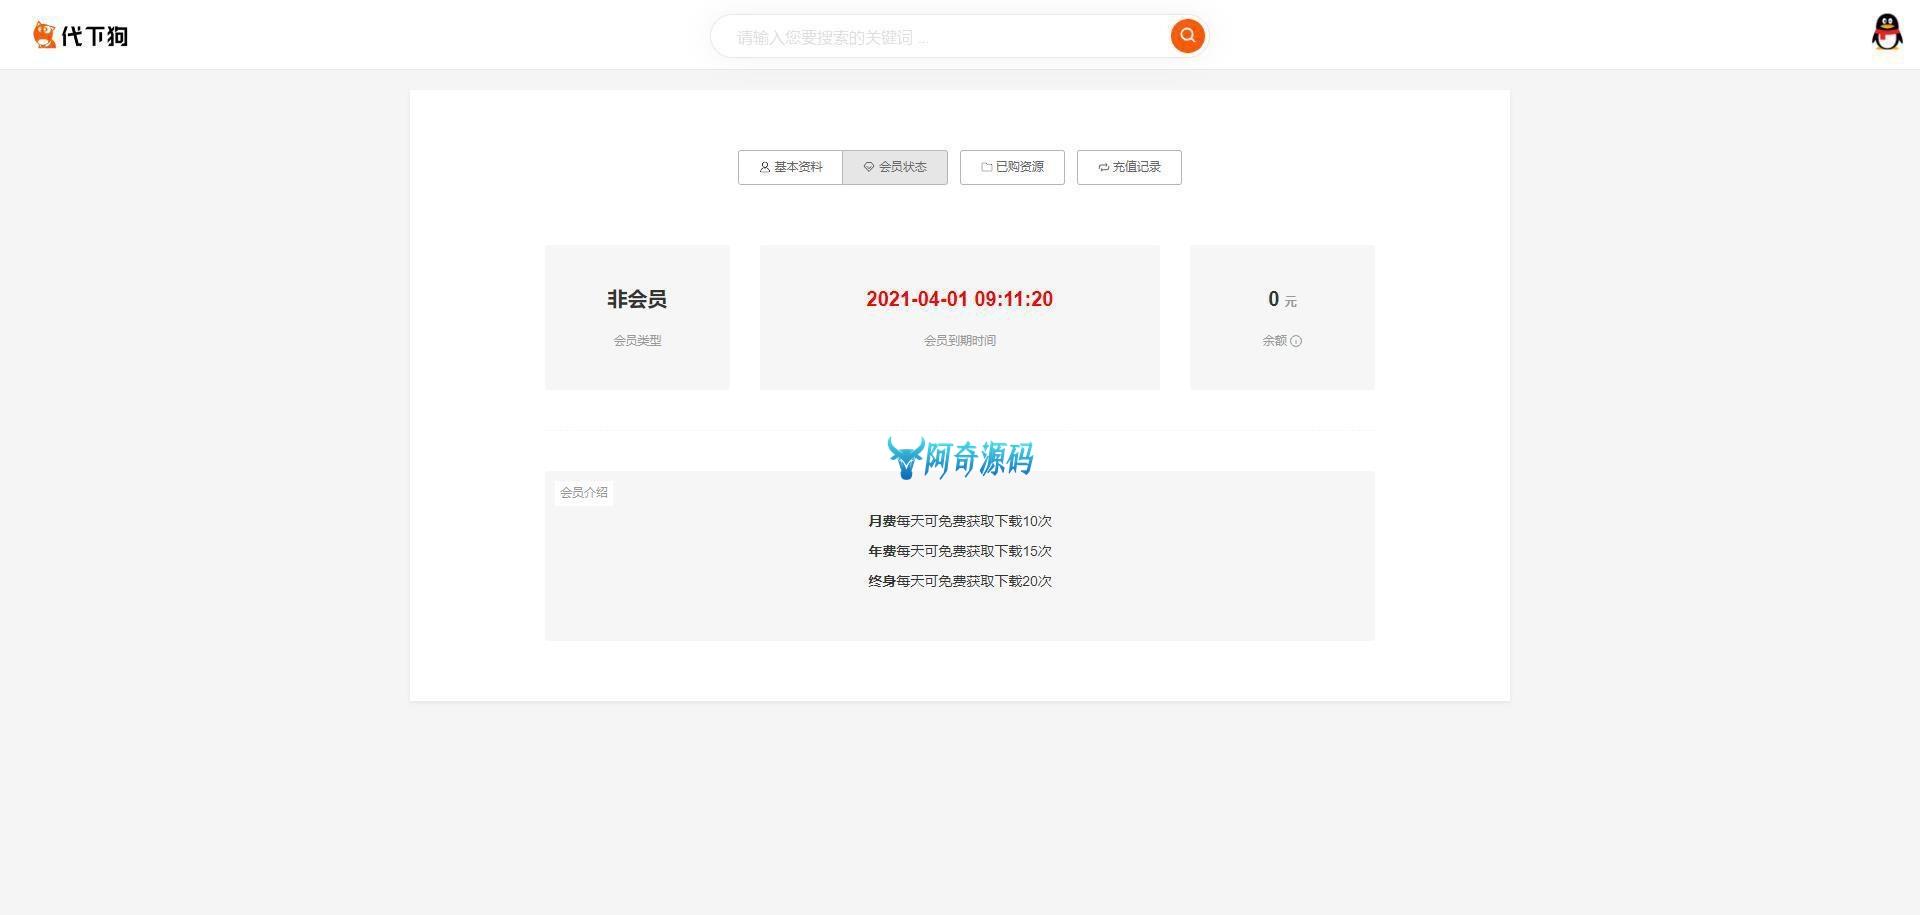 代下狗
请输入您要搜索的关键词 ...
基本资料
会员状态
已购资源
充值记录
非会员
会员类型
2021-04-01 09:11:20
会员到期时间
0 元
余额
阿奇源码
会员介绍
月费每天可免费获取下载10次
年费每天可免费获取下载15次
终身每天可免费获取下载20次